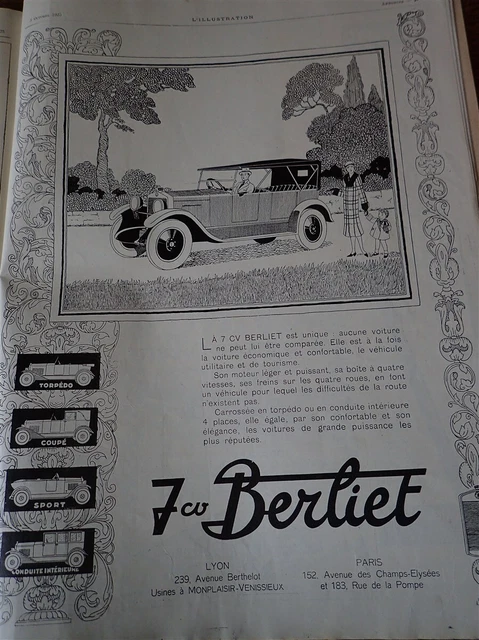 L'ILLUSTRATION
LA 7 CV BERLIET est unique : aucune voiture
ne peut lui être comparée. Elle est à la fois
la voiture économique et confortable, le véhicule
utilitaire et de tourisme.
Son moteur léger et puissant, sa boîte à quatre
vitesses, ses freins sur les quatre roues, en font
un véhicule pour lequel les difficultés de la route
n'existent pas.
Carrossée en torpédo ou en conduite intérieure
4 places, elle égale, par son confortable et son
élégance, les voitures de grande puissance les
plus réputées.
TORPÉDO
COUPÉ
SPORT
CONDUITE INTÉRIEURE
7 CV Berliet
LYON
239, Avenue Berthelot
Usines à MONPLAISIR-VENISSIEUX
PARIS
152, Avenue des Champs-Elysées
et 183, Rue de la Pompe